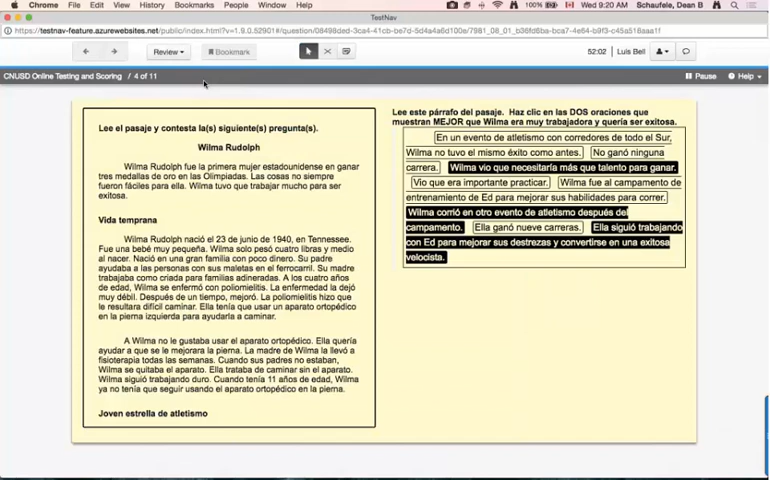 Chrome File Edit View History Bookmarks People Window Help 100% Wed 9:20 AM Schaufele, Dean B
TestNav
Review
Bookmark
52:02 Luis Bell
CNUSD Online Testing and Scoring / 4 of 11
Pause Help
Lee el pasaje y contesta la(s) siguiente(s) pregunta(s).
Wilma Rudolph
Wilma Rudolph fue la primera mujer estadounidense en ganar
tres medallas de oro en las Olimpiadas. Las cosas no siempre
fueron fáciles para ella. Wilma tuvo que trabajar mucho para ser
exitosa.
Vida temprana
Wilma Rudolph nació el 23 de junio de 1940, en Tennessee.
Fue una bebé muy pequeña. Wilma solo pesó cuatro libras y medio
al nacer. Nació en una gran familia con poco dinero. Su padre
ayudaba a las personas con sus maletas en el ferrocarril. Su madre
trabajaba como criada para familias adineradas. A los cuatro años
de edad, Wilma se enfermó con poliomielitis. La enfermedad la dejó
muy débil. Después de un tiempo, mejoró. La poliomielitis hizo que
le resultara difícil caminar. Ella tenía que usar un aparato ortopédico
en la pierna izquierda para ayudarla a caminar.
A Wilma no le gustaba usar el aparato ortopédico. Ella quería
ayudar a que se le mejorara la pierna. La madre de Wilma la llevó a
fisioterapia todas las semanas. Cuando sus padres no estaban,
Wilma se quitaba el aparato. Ella trataba de caminar sin el aparato.
Wilma siguió trabajando duro. Cuando tenía 11 años de edad, Wilma
ya no tenía que seguir usando el aparato ortopédico en la pierna.
Joven estrella de atletismo
Lee este párrafo del pasaje. Haz clic en las DOS oraciones que
muestran MEJOR que Wilma era muy trabajadora y quería ser exitosa.
En un evento de atletismo con corredores de todo el Sur,
Wilma no tuvo el mismo éxito como antes. No ganó ninguna
carrera. Wilma vio que necesitaría más que talento para ganar.
Vio que era importante practicar. Wilma fue al campamento de
entrenamiento de Ed para mejorar sus habilidades para correr.
Wilma corrió en otro evento de atletismo después del
campamento. Ella ganó nueve carreras. Ella siguió trabajando
con Ed para mejorar sus destrezas y convertirse en una exitosa
velocista.